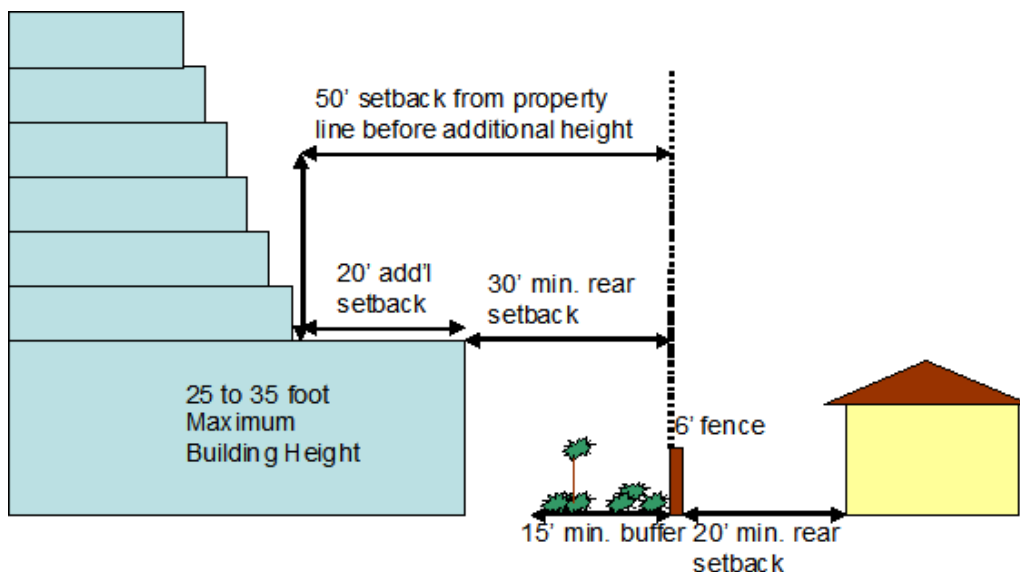 50’ setback from property
line before additional height
20’ add’l
setback
30’ min. rear
setback
25 to 35 foot
Maximum
Building Height
6’ fence
15’ min. buffer
20’ min. rear
setback